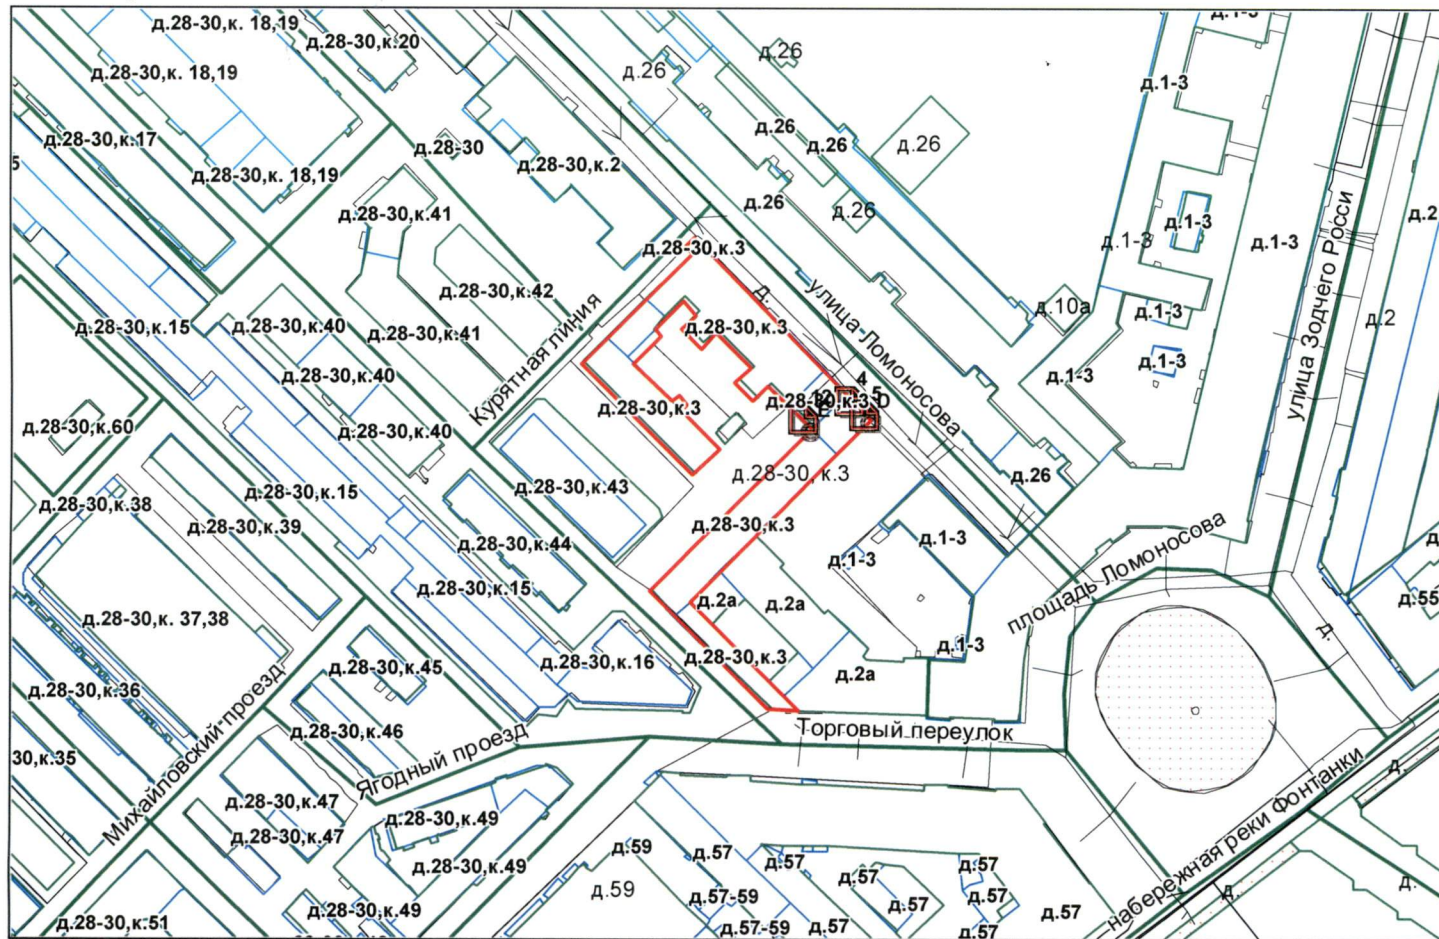 д.28-30,к. 18,19
д.28-30,к.20
д.1-3
д.28-30,к. 18,19
д.26
д.26
д.1-3
д.28-30,к.17
д.28-30
д.28-30,к.2
д.26
д.26
д.26
д.28-30,к. 18,19
д.28-30,к.41
д.26
д.26
д.1-3
д.1-3
д.1-3
д.2
д.28-30,к.3
д.28-30,к.42
д.
улица Ломоносова
д.10а
д.1-3
улица Зодчего Росси
д.2
д.28-30,к.15
д.28-30,к.40
д.28-30,к.41
Курятная линия
д.28-30,к.3
д.1-3
д.28-30,к.40
д.1-3
4
5
д.28-30,к.3
д.28-30,к.3
д.28-30,к.60
д.28-30,к.40
д.28-30, к.3
д.26
д.28-30,к.38
д.28-30,к.15
д.28-30,к.43
д.28-30,к.39
д.28-30,к.3
д.1-3
д.28-30,к.44
д.1-3
площадь Ломоносова
д.28-30,к.15
д.2а
д.2а
д.55
д.28-30,к. 37,38
д.
д.28-30,к.16
д.28-30,к.3
д.1-3
д.28-30,к.45
д.2а
д.28-30,к.36
Михайловский проезд
д.28-30,к.46
Ягодный проезд
Торговый переулок
30,к.35
набережная реки Фонтанки
д.
д.28-30,к.47
д.28-30,к.49
д.28-30,к.47
д.59
д.57
д.57
д.57
д.28-30,к.49
д.57
д.59
д.57-59
д.57
д.57
д.
д.
д.28-30,к.49
д.57
д.28-30,к.51
д.57-59
д.57
д.57